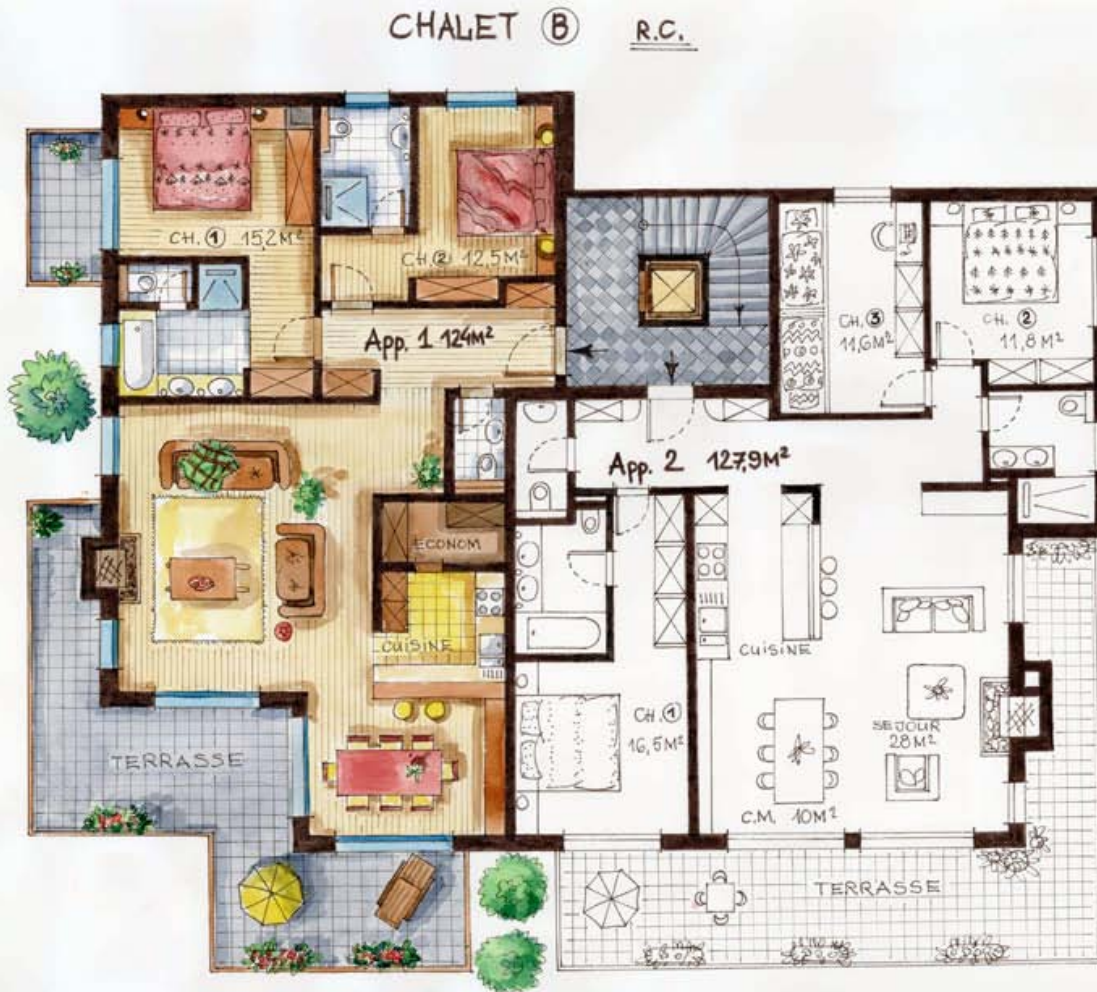 CHALET Ⓑ R.C.
CH. ① 15,2M²
CH. ② 12,5M²
App. 1 124M²
CH. ③
11,6M²
CH. ②
11,8M²
App. 2 127,9M²
ECONOM
CUISINE
CUISINE
CH. ①
16,5M²
SEJOUR
28M²
TERRASSE
C.M. 10M²
TERRASSE